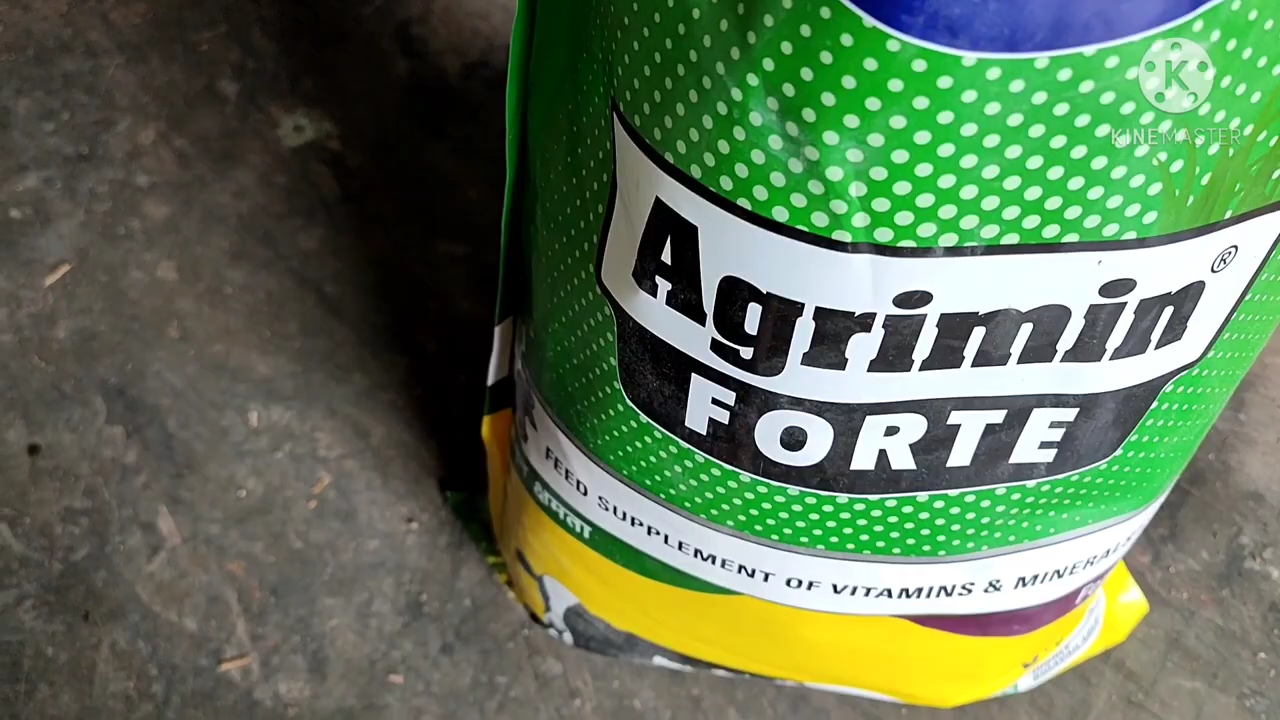 K
KINEMASTER
Agrimin®
FORTE
FEED SUPPLEMENT OF VITAMINS & MINERALS